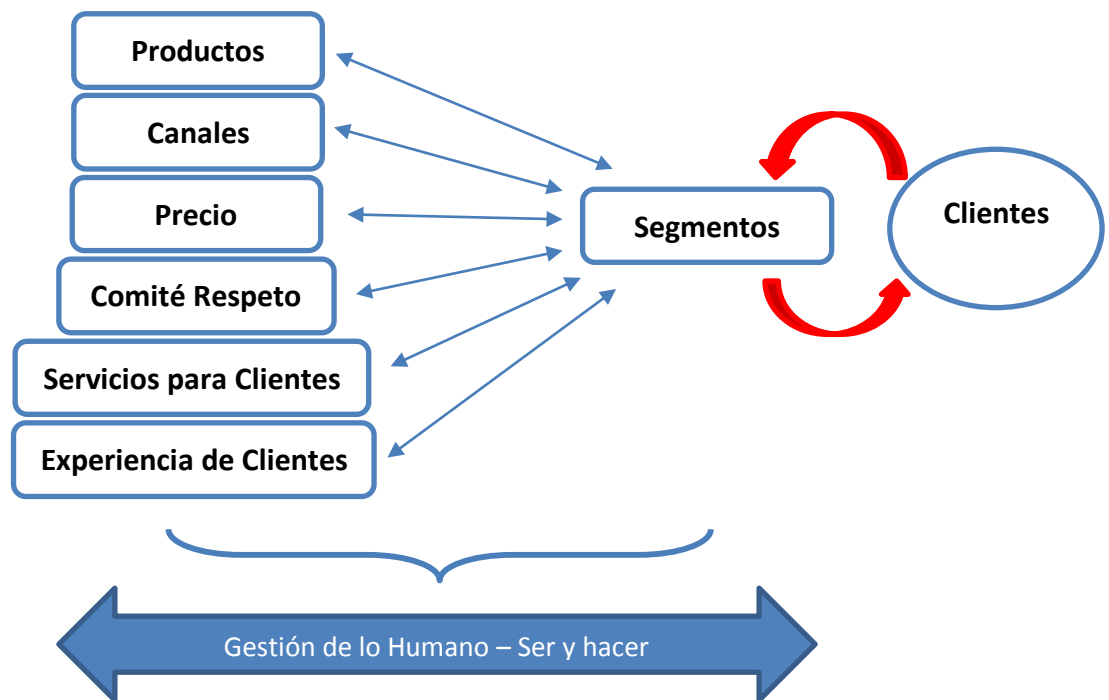 Productos
Canales
Precio
Comité Respeto
Servicios para Clientes
Experiencia de Clientes
Segmentos
Clientes
Gestión de lo Humano – Ser y hacer